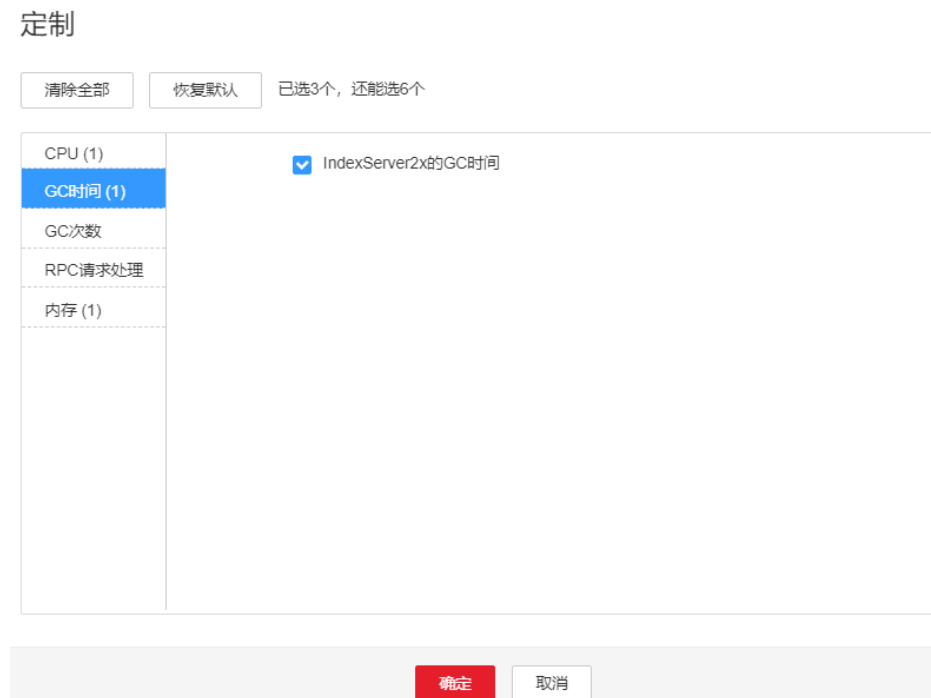 定制
清除全部 恢复默认 已选3个，还能选6个
CPU (1)
IndexServer2x的GC时间
GC时间 (1)
GC次数
RPC请求处理
内存 (1)
确定 取消